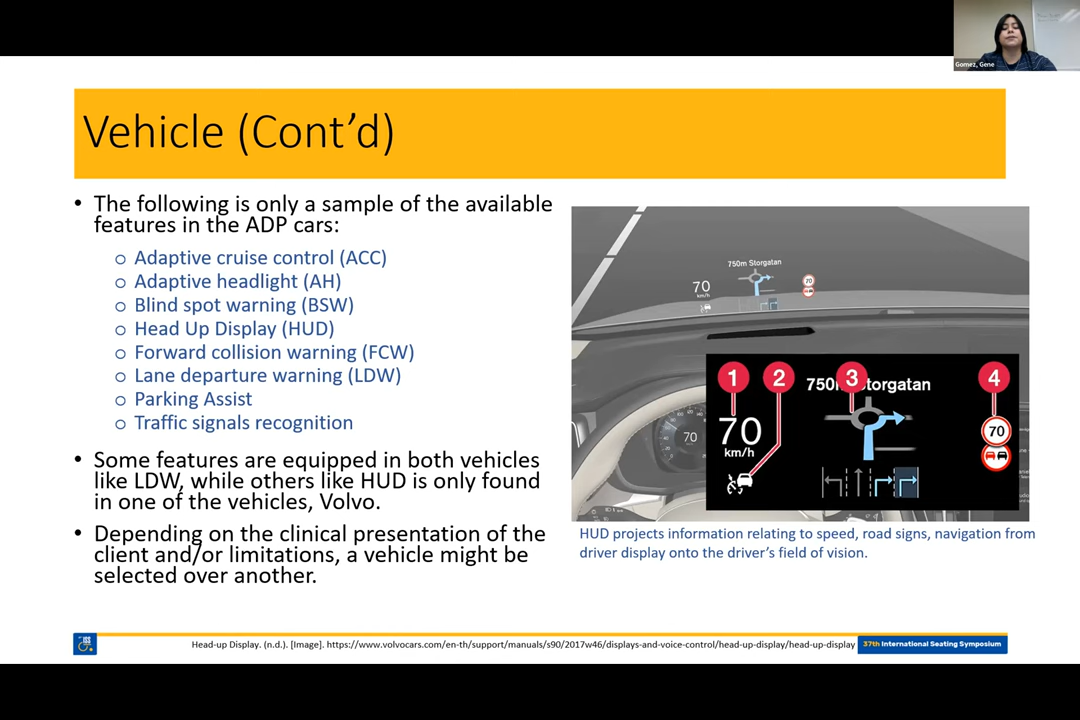 Gomez, Gene
Vehicle (Cont’d)
• The following is only a sample of the available
features in the ADP cars:
o Adaptive cruise control (ACC)
o Adaptive headlight (AH)
o Blind spot warning (BSW)
o Head Up Display (HUD)
o Forward collision warning (FCW)
o Lane departure warning (LDW)
o Parking Assist
o Traffic signals recognition
• Some features are equipped in both vehicles
like LDW, while others like HUD is only found
in one of the vehicles, Volvo.
• Depending on the clinical presentation of the
client and/or limitations, a vehicle might be
selected over another.
750m Storgatan
70
km/h
70
70
1 2 3 4
750 Storgatan
70
km/h
70
HUD projects information relating to speed, road signs, navigation from
driver display onto the driver’s field of vision.
Head-up Display. (n.d.). [Image]. https://www.volvocars.com/en-th/support/manuals/s90/2017w46/displays-and-voice-control/head-up-display/head-up-display
37th International Seating Symposium